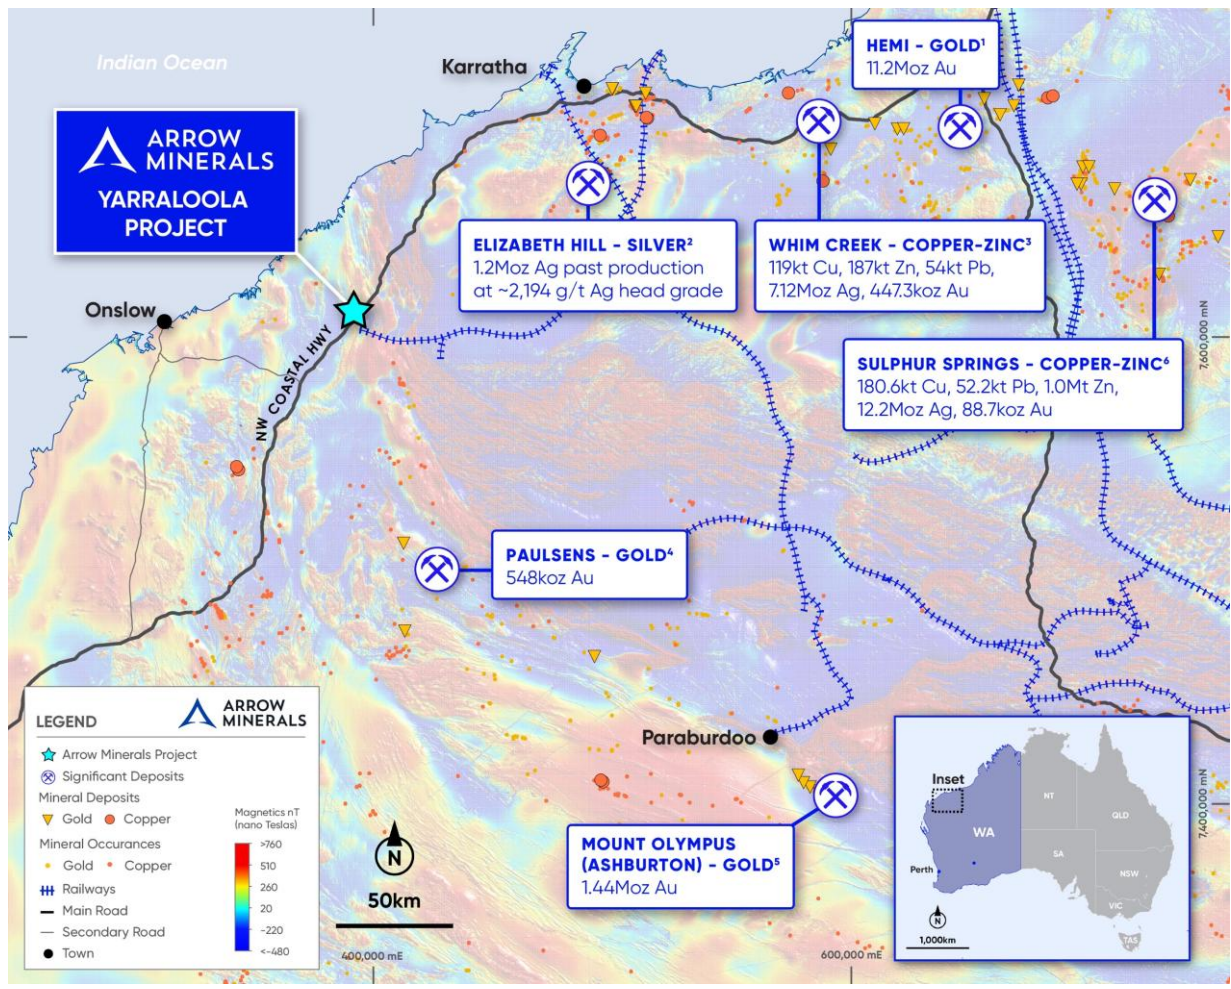 Indian Ocean
Karratha
HEMI - GOLD¹
11.2Moz Au
ARROW
MINERALS
YARRALOOLA
PROJECT
ELIZABETH HILL - SILVER²
1.2Moz Ag past production
at ~2,194 g/t Ag head grade
WHIM CREEK - COPPER-ZINC³
119kt Cu, 187kt Zn, 54kt Pb,
7.12Moz Ag, 447.3koz Au
Onslow
NW COASTAL HWY
7,600,000 mN
SULPHUR SPRINGS - COPPER-ZINC⁶
180.6kt Cu, 52.2kt Pb, 1.0Mt Zn,
12.2Moz Ag, 88.7koz Au
PAULSENS - GOLD⁴
548koz Au
Paraburdoo
MOUNT OLYMPUS
(ASHBURTON) - GOLD⁵
1.44Moz Au
7,400,000 mN
LEGEND
ARROW
MINERALS
Arrow Minerals Project
Significant Deposits
Mineral Deposits
Gold Copper
Mineral Occurances
Gold Copper
Railways
Main Road
Secondary Road
Town
Magnetics nT
(nano Teslas)
>760
510
260
20
-220
<-480
N
50km
400,000 mE
600,000 mE
Inset
NT
QLD
WA
SA
Perth
NSW
VIC
TAS
N
1,000km